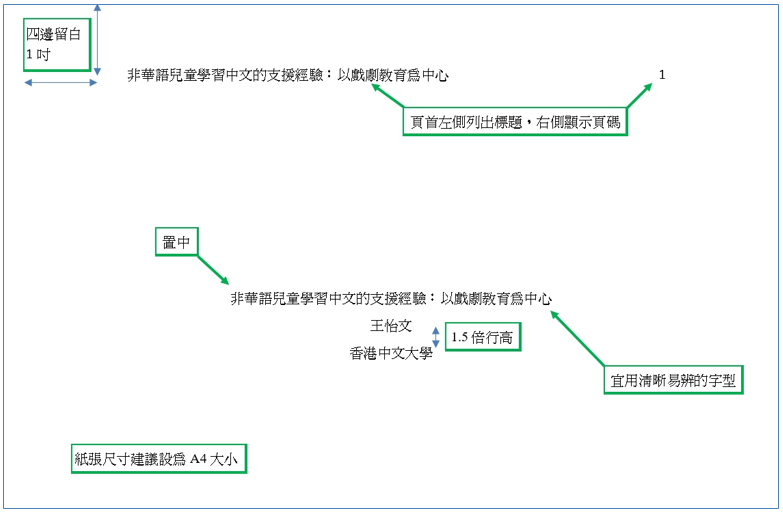 四邊留白
1 吋
非華語兒童學習中文的支援經驗：以戲劇教育為中心 1
頁首左側列出標題，右側顯示頁碼
置中
非華語兒童學習中文的支援經驗：以戲劇教育為中心
王怡文
1.5 倍行高
香港中文大學
宜用清晰易辨的字型
紙張尺寸建議設為 A4 大小